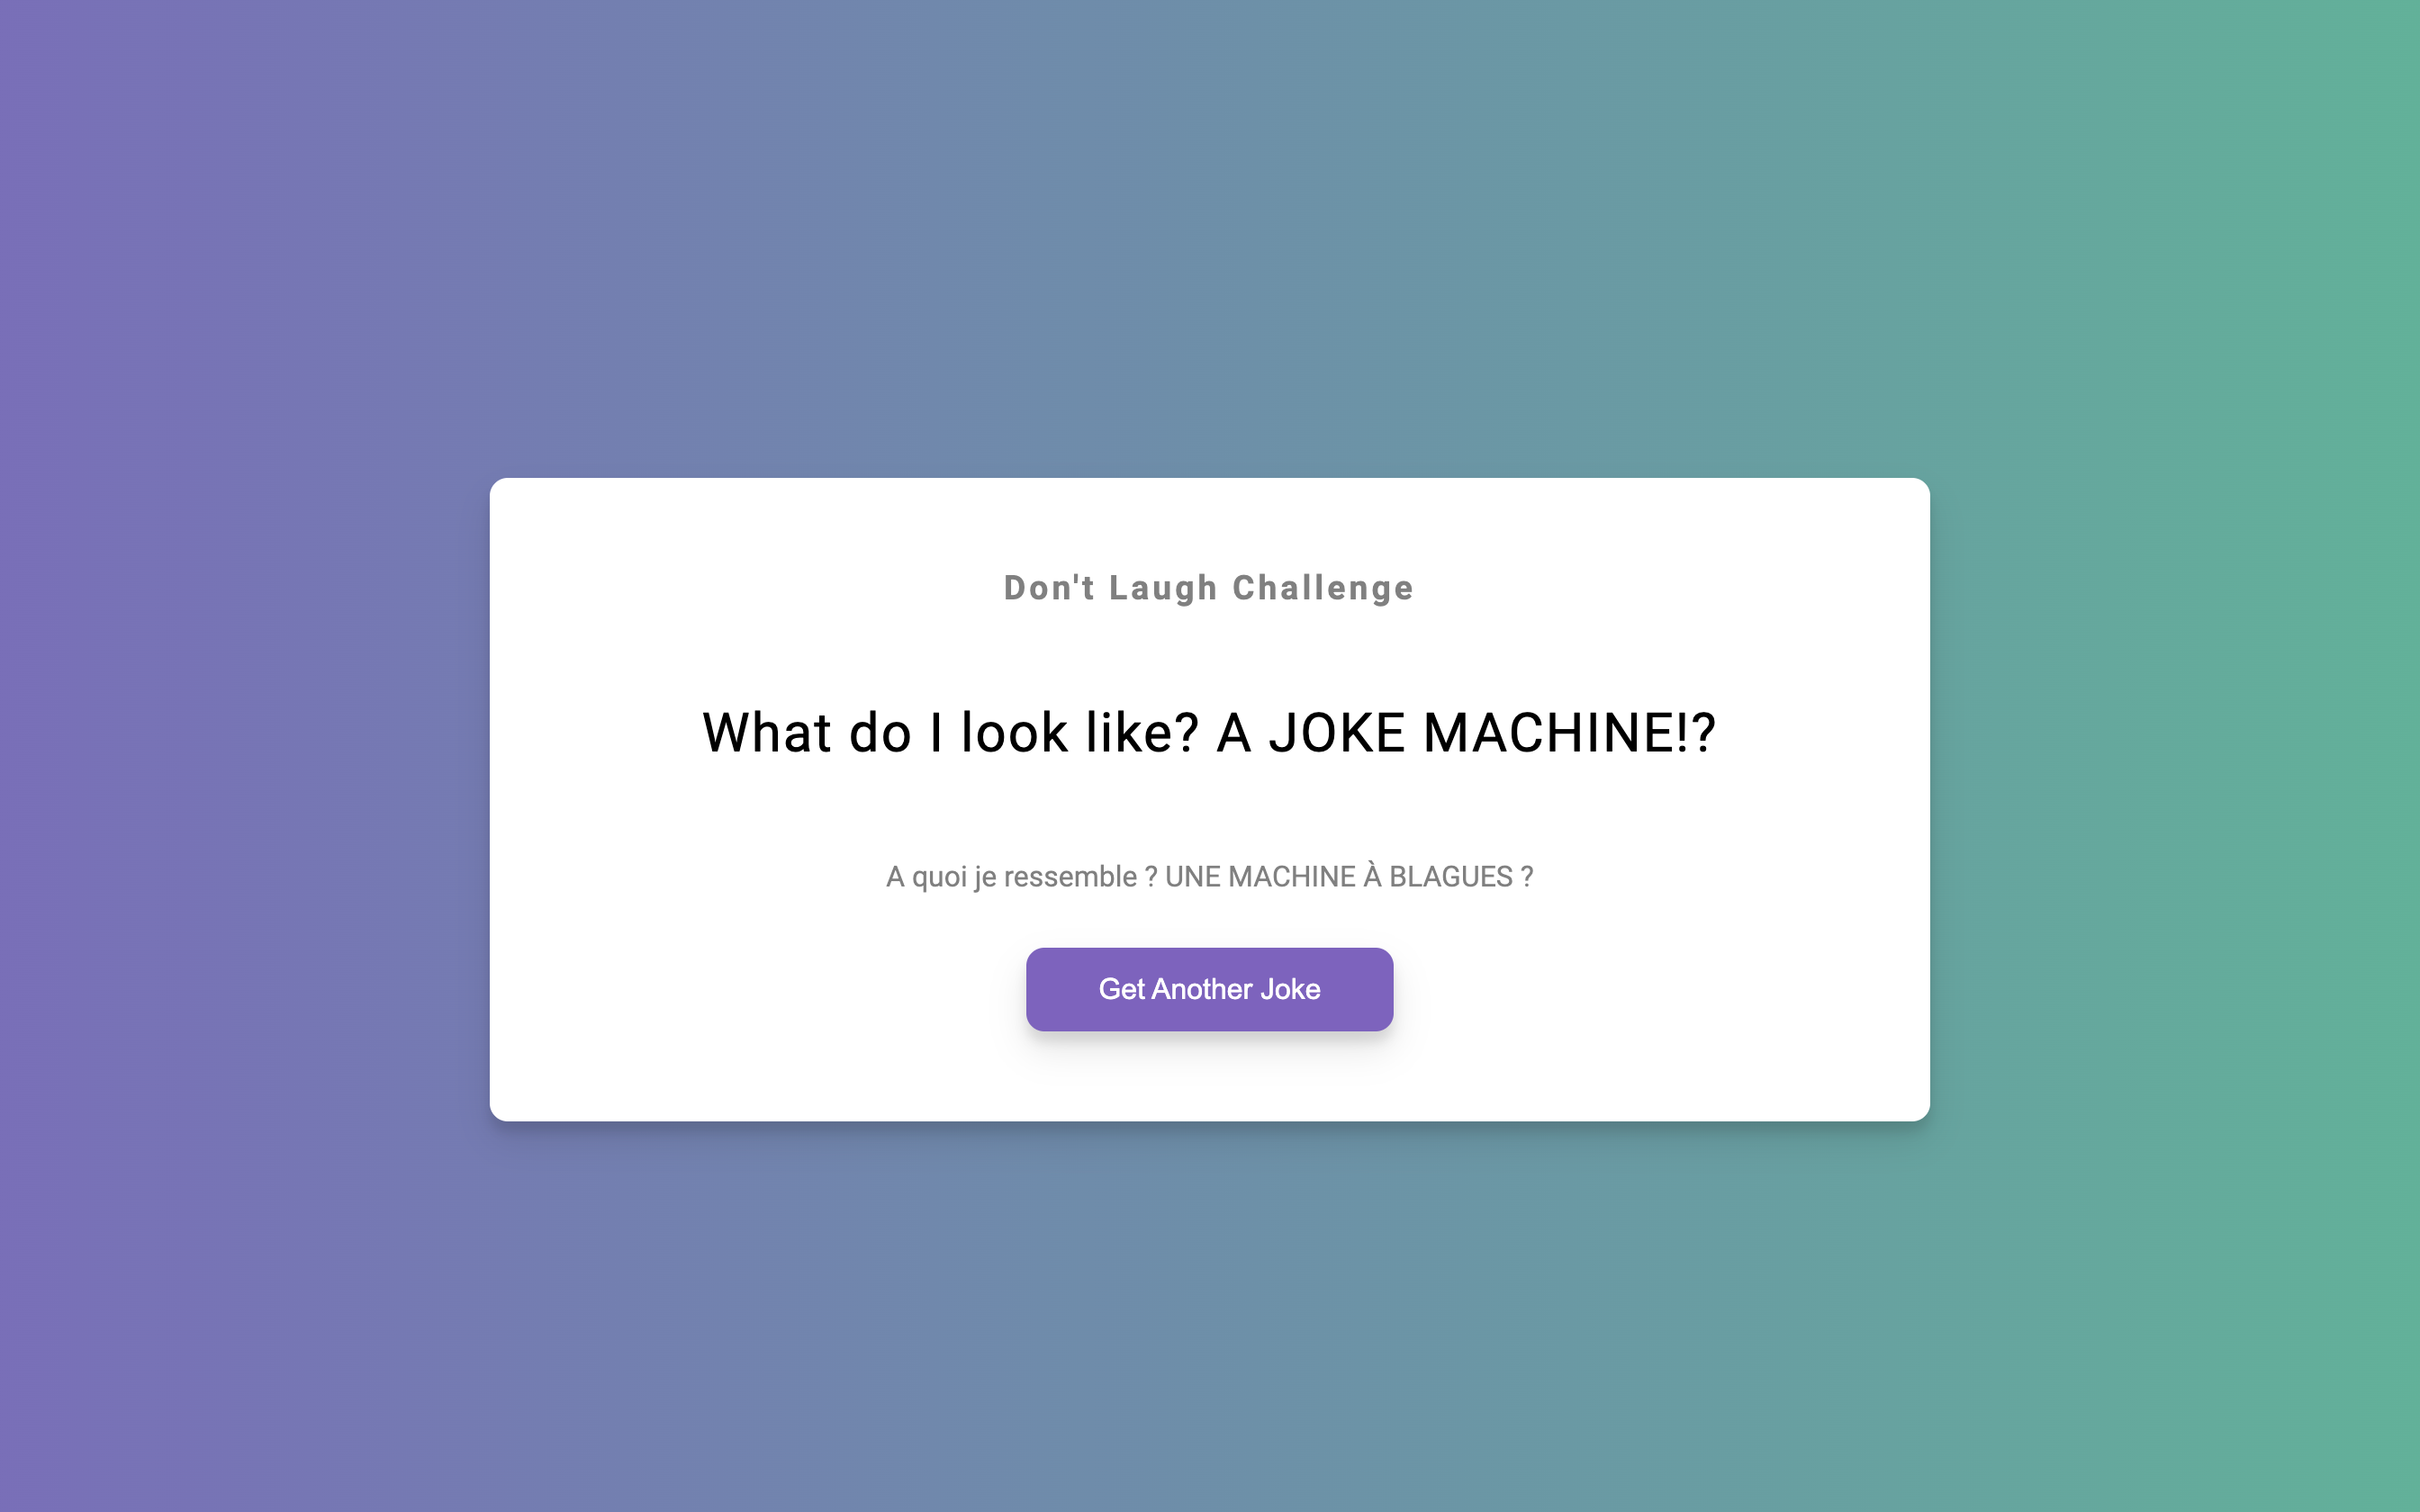 Don't Laugh Challenge
What do I look like? A JOKE MACHINE!?
A quoi je ressemble ? UNE MACHINE À BLAGUES ?
Get Another Joke